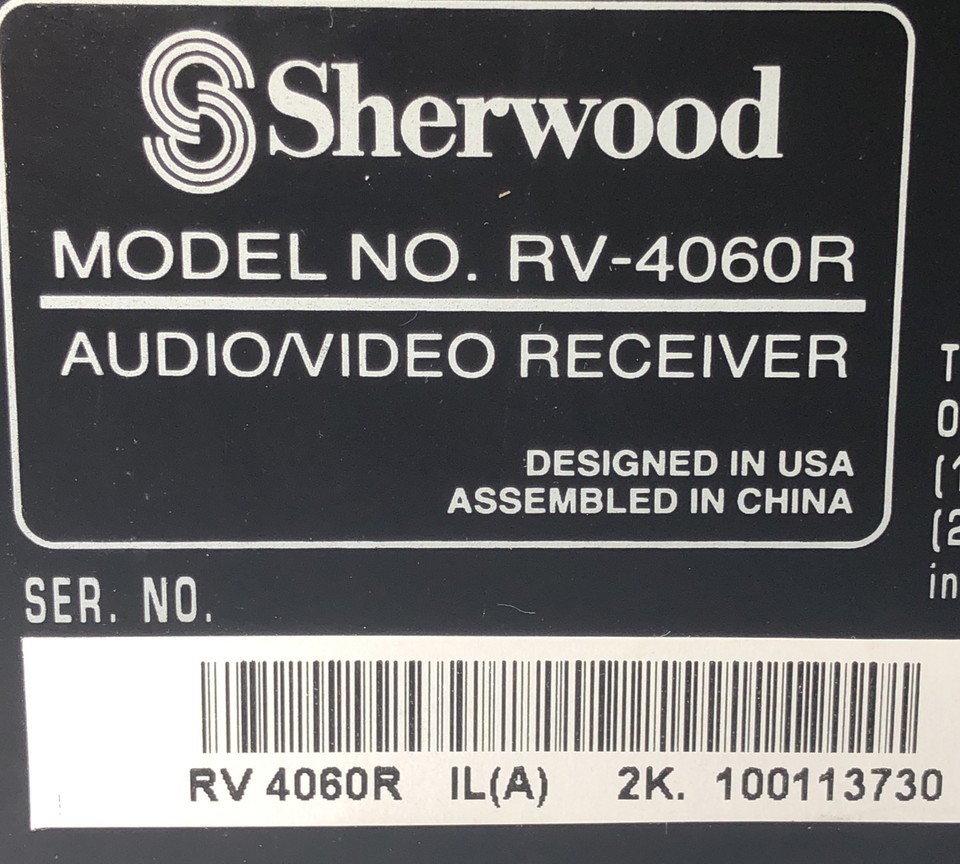 Sherwood
MODEL NO. RV-4060R
AUDIO/VIDEO RECEIVER
DESIGNED IN USA
ASSEMBLED IN CHINA
SER. NO.
RV 4060R IL(A) 2K. 100113730